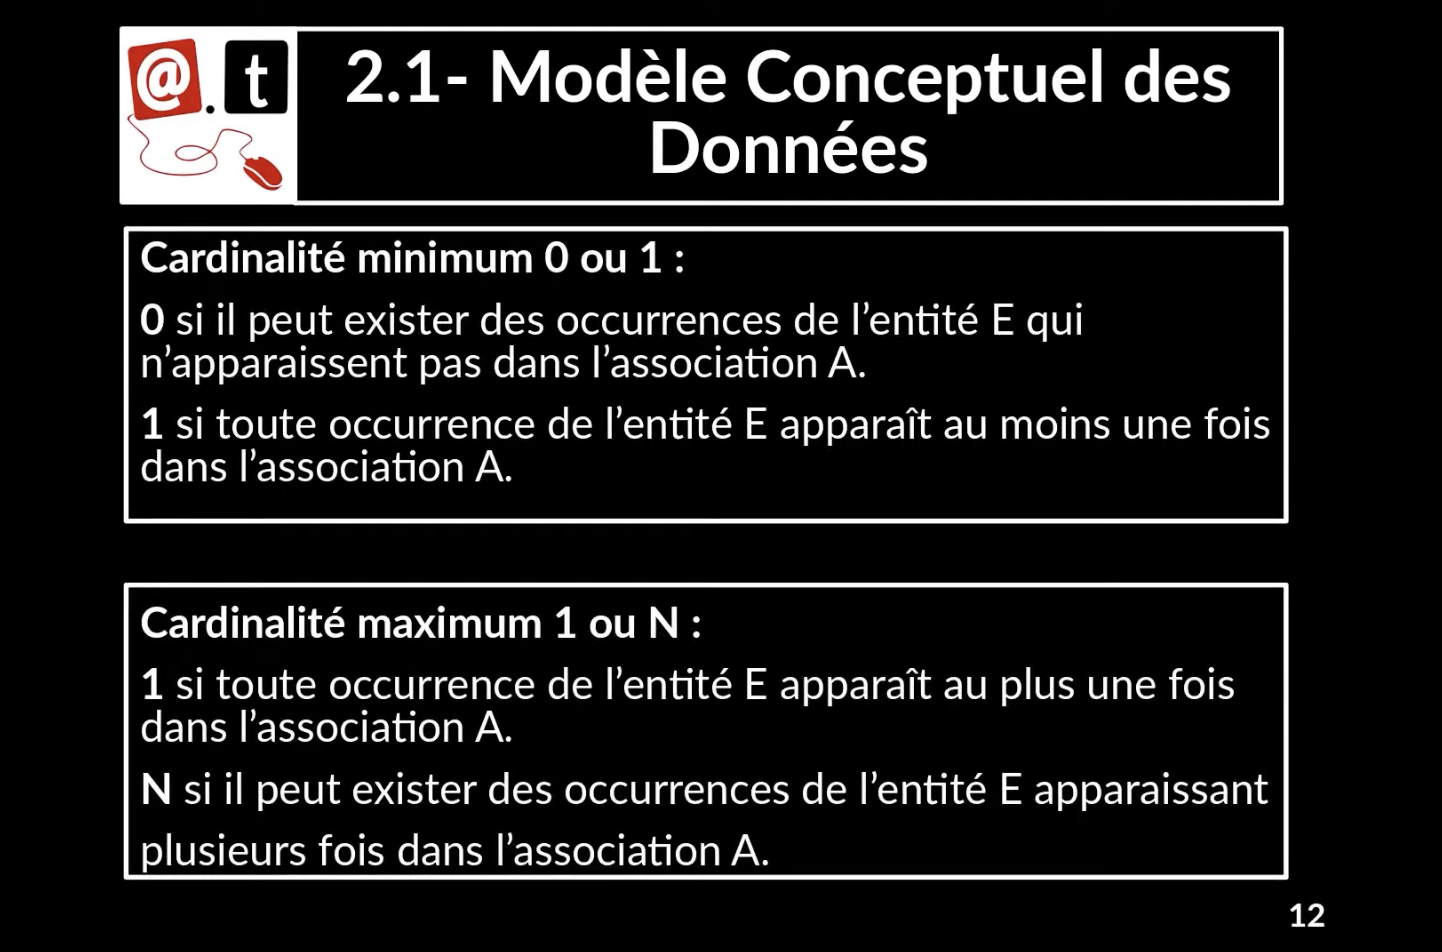 @.t
2.1- Modèle Conceptuel des
Données
Cardinalité minimum 0 ou 1 :
0 si il peut exister des occurrences de l’entité E qui
n’apparaissent pas dans l’association A.
1 si toute occurrence de l’entité E apparaît au moins une fois
dans l’association A.
Cardinalité maximum 1 ou N :
1 si toute occurrence de l’entité E apparaît au plus une fois
dans l’association A.
N si il peut exister des occurrences de l’entité E apparaissant
plusieurs fois dans l’association A.
12